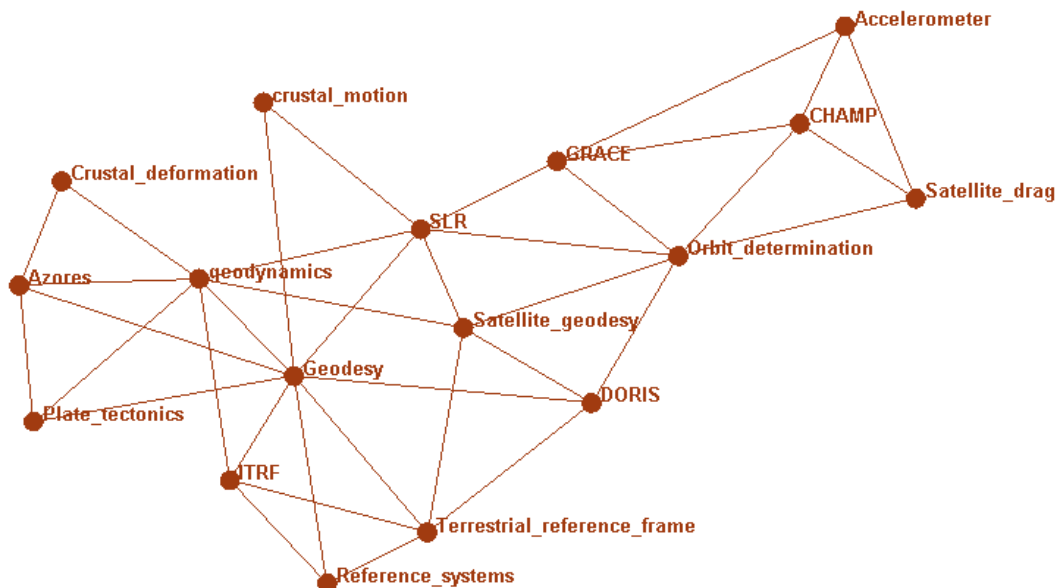 Accelerometer
crustal_motion
CHAMP
GRACE
Crustal_deformation
Satellite_drag
SLR
Orbit_determination
Azores
geodynamics
Satellite_geodesy
Geodesy
DORIS
Plate_tectonics
ITRF
Terrestrial_reference_frame
Reference_systems